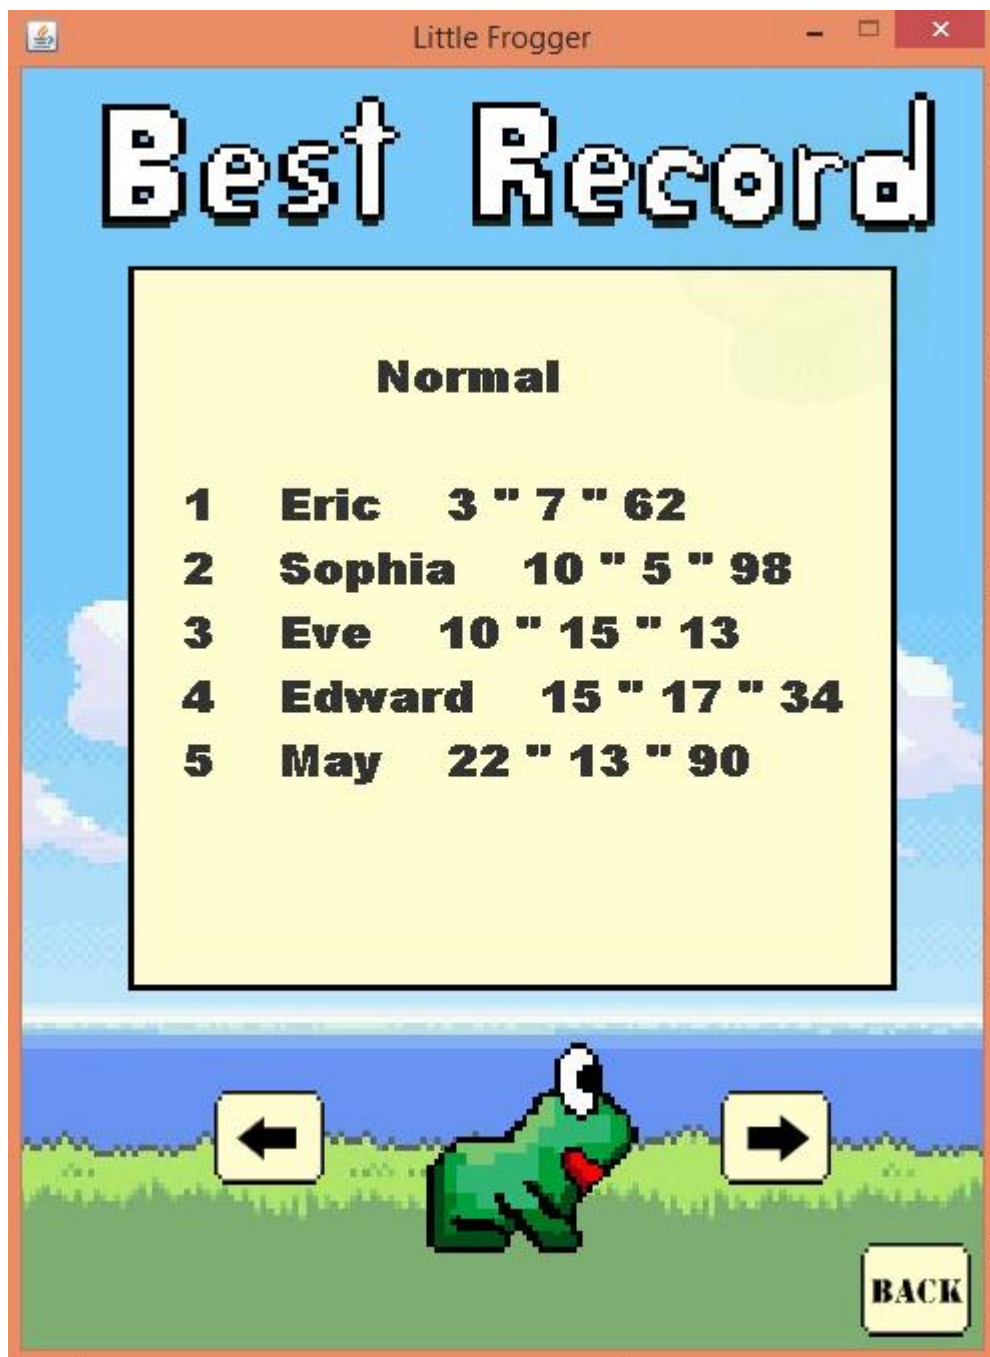 Little Frogger
Best Record
Normal
1 Eric 3 " 7 " 62
2 Sophia 10 " 5 " 98
3 Eve 10 " 15 " 13
4 Edward 15 " 17 " 34
5 May 22 " 13 " 90
BACK